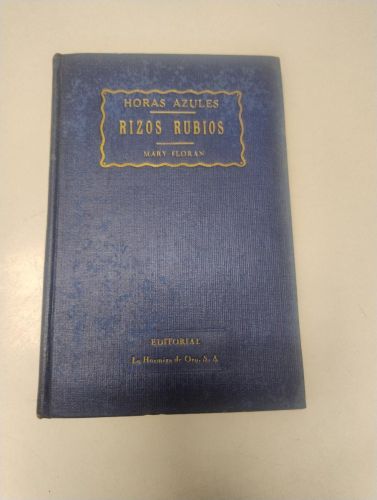 HORAS AZULES
RIZOS RUBIOS
MARY FLORAN
EDITORIAL
La Hormiga de Oro, S. A.